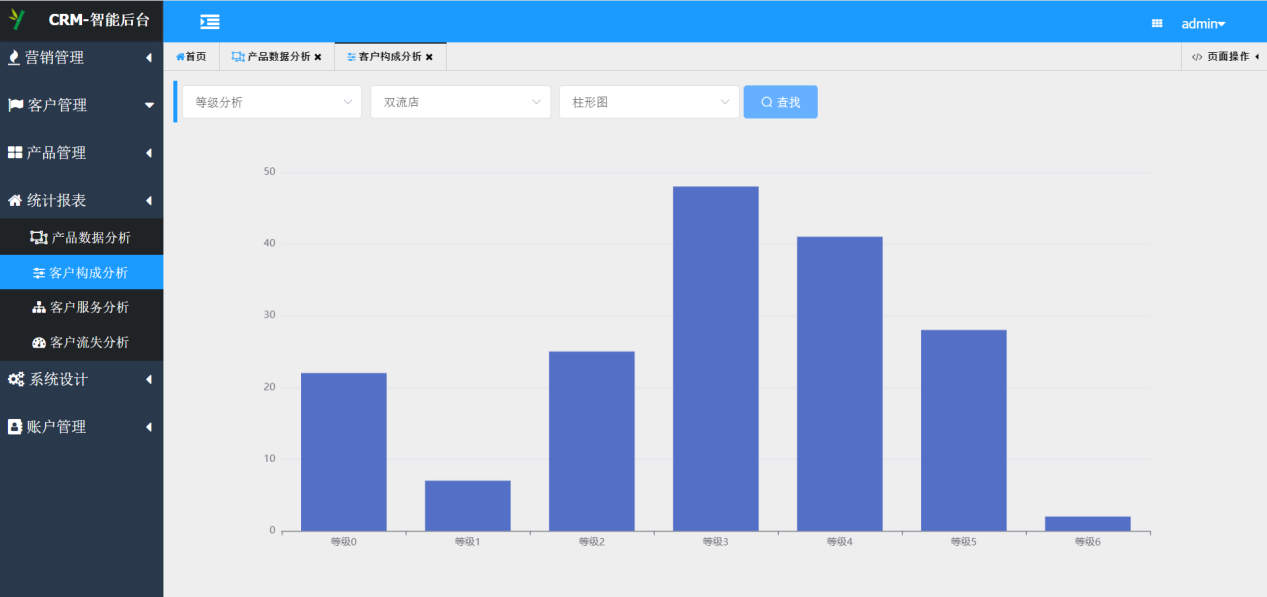 CRM-智能后台
admin
营销管理
客户管理
产品管理
统计报表
产品数据分析
客户构成分析
客户服务分析
客户流失分析
系统设计
账户管理
首页
产品数据分析
客户构成分析
页面操作
等级分析
双流店
柱形图
查找
50
40
30
20
10
0
等级0
等级1
等级2
等级3
等级4
等级5
等级6